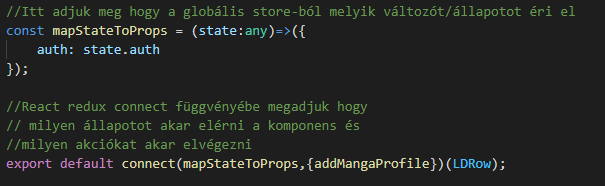 //Itt adjuk meg hogy a globális store-ból melyik változót/állapotot éri el
const mapStateToProps = (state:any)=>({
    auth: state.auth
});

//React redux connect függvényébe megadjuk hogy
// milyen állapotot akar elérni a komponens és
//milyen akciókat akar elvégezni
export default connect(mapStateToProps,{addMangaProfile})(LDRow);